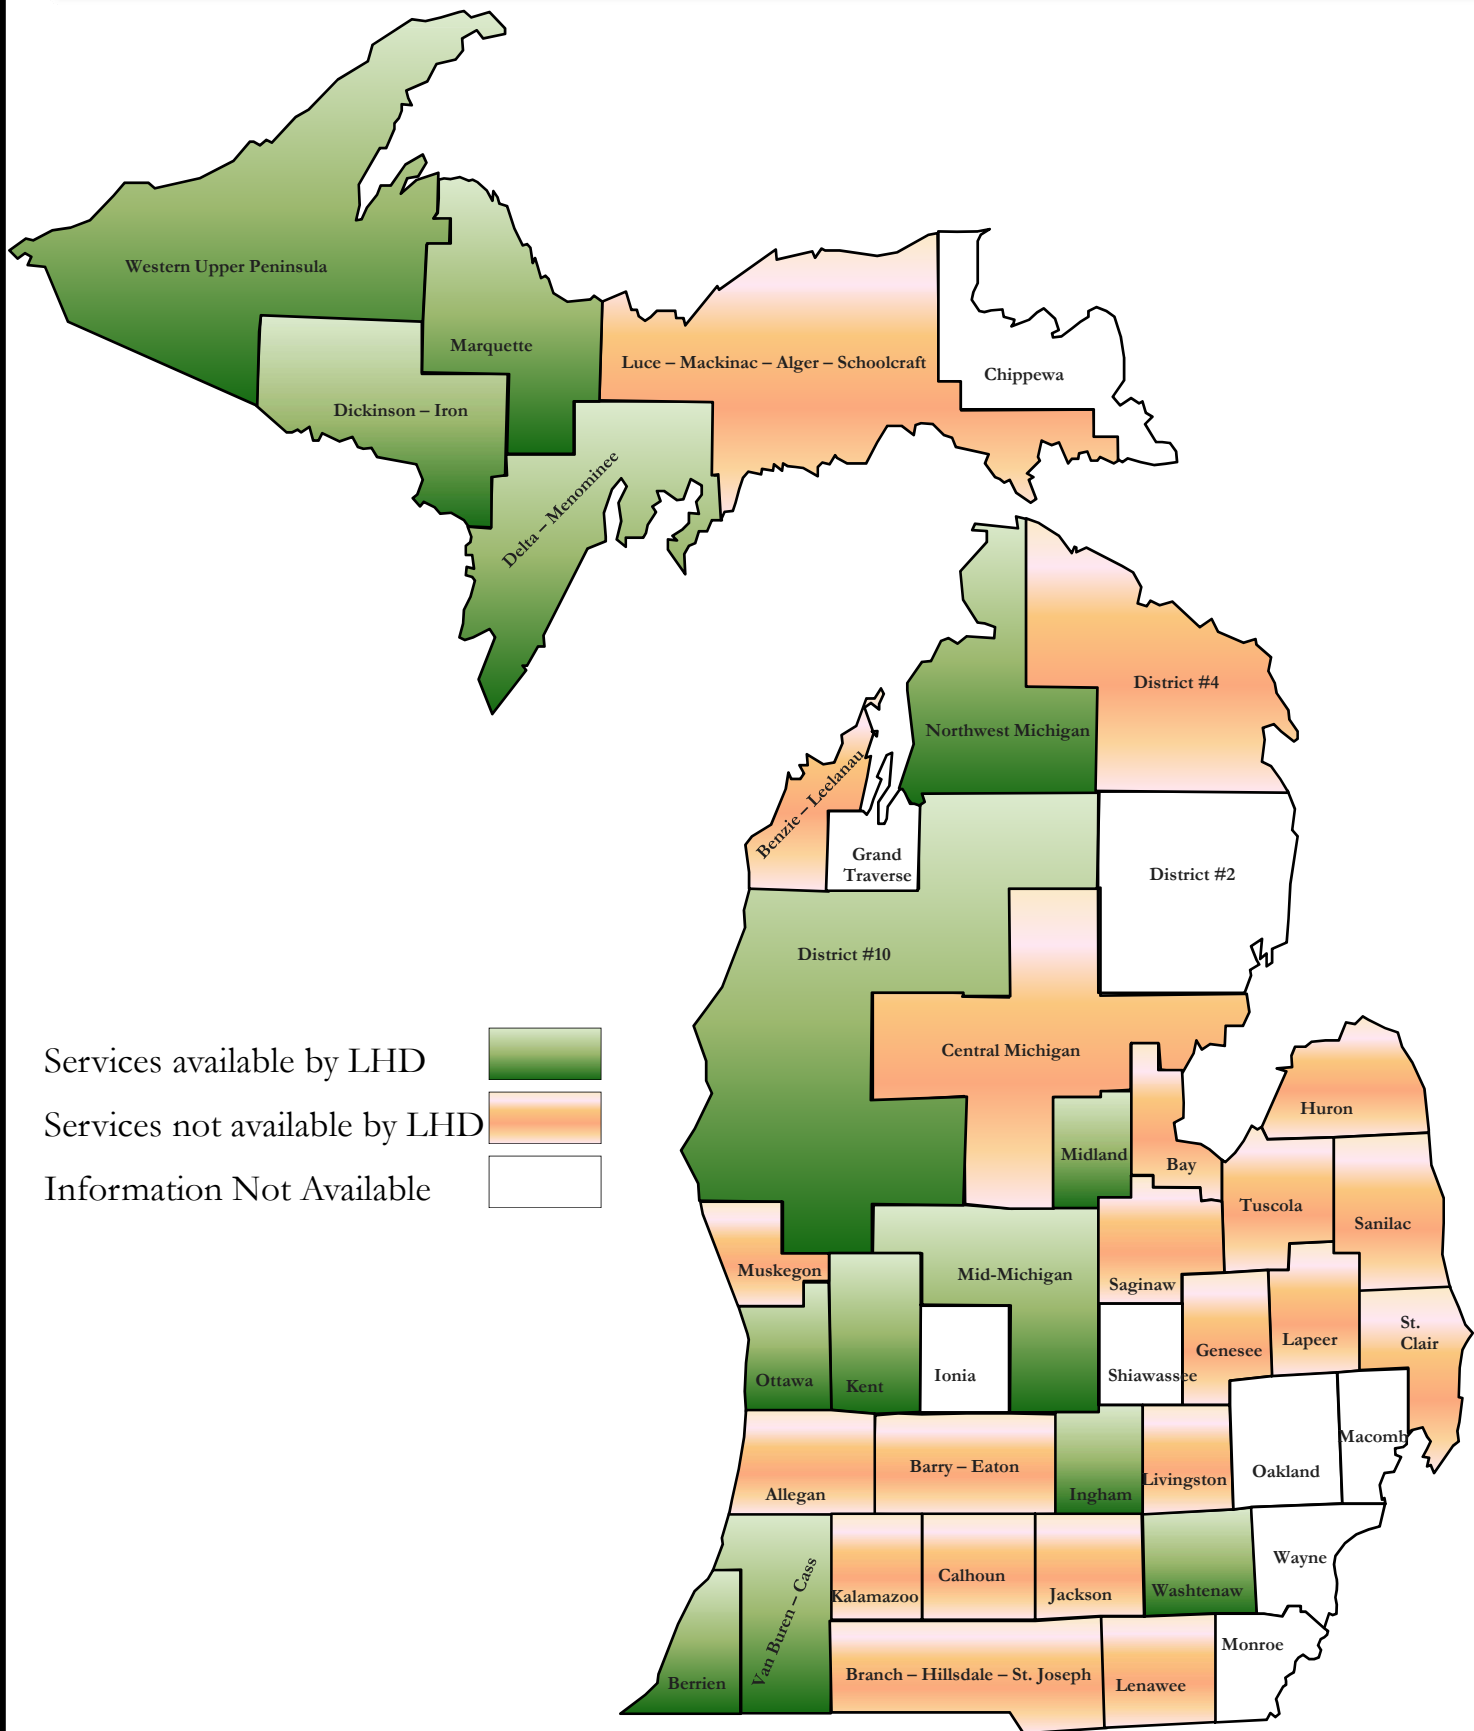 Western Upper Peninsula
Marquette
Luce – Mackinac – Alger – Schoolcraft
Chippewa
Dickinson – Iron
Delta – Menominee
District #4
Northwest Michigan
Benzie – Leelanau
Grand
Traverse
District #2
District #10
Central Michigan
Services available by LHD
Services not available by LHD
Information Not Available
Huron
Midland
Bay
Tuscola
Sanilac
Muskegon
Mid-Michigan
Saginaw
St.
Clair
Lapeer
Genesee
Ottawa
Kent
Ionia
Shiawassee
Macomb
Barry – Eaton
Oakland
Livingston
Allegan
Ingham
Wayne
Calhoun
Washtenaw
Kalamazoo
Jackson
Van Buren – Cass
Monroe
Branch – Hillsdale – St. Joseph
Berrien
Lenawee